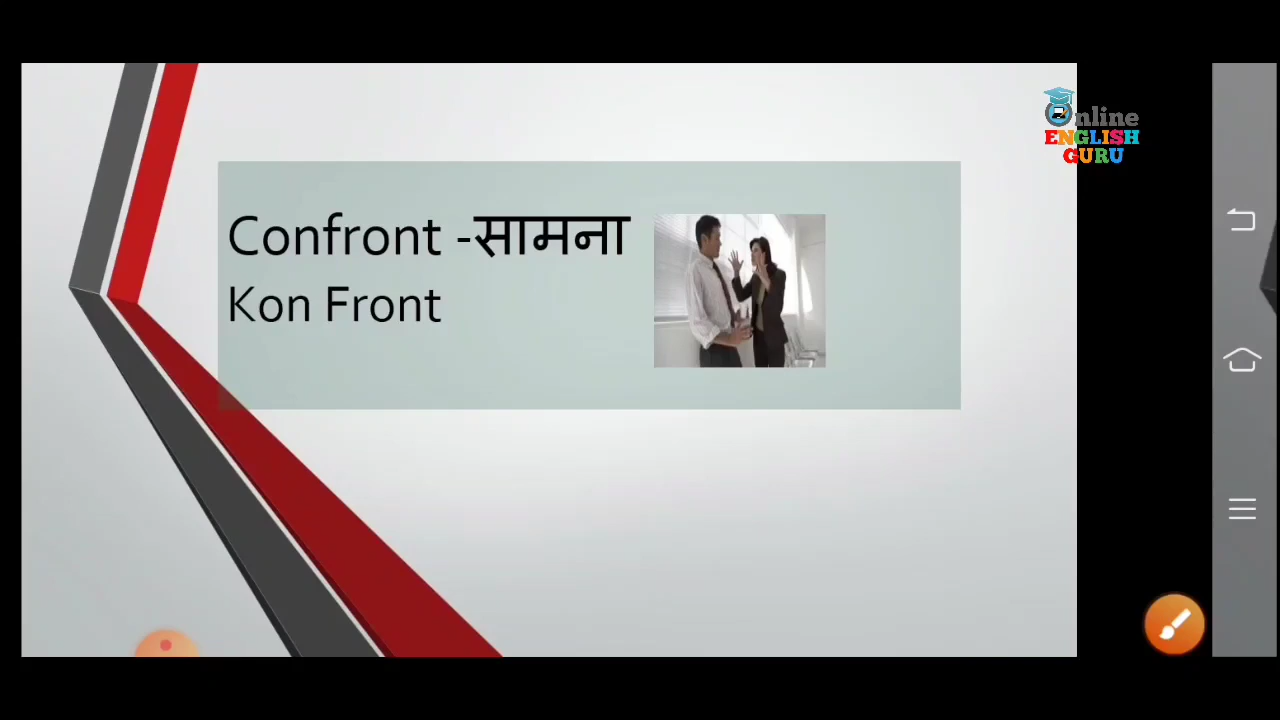 Confront -सामना
Kon Front
Online
ENGLISH
GURU